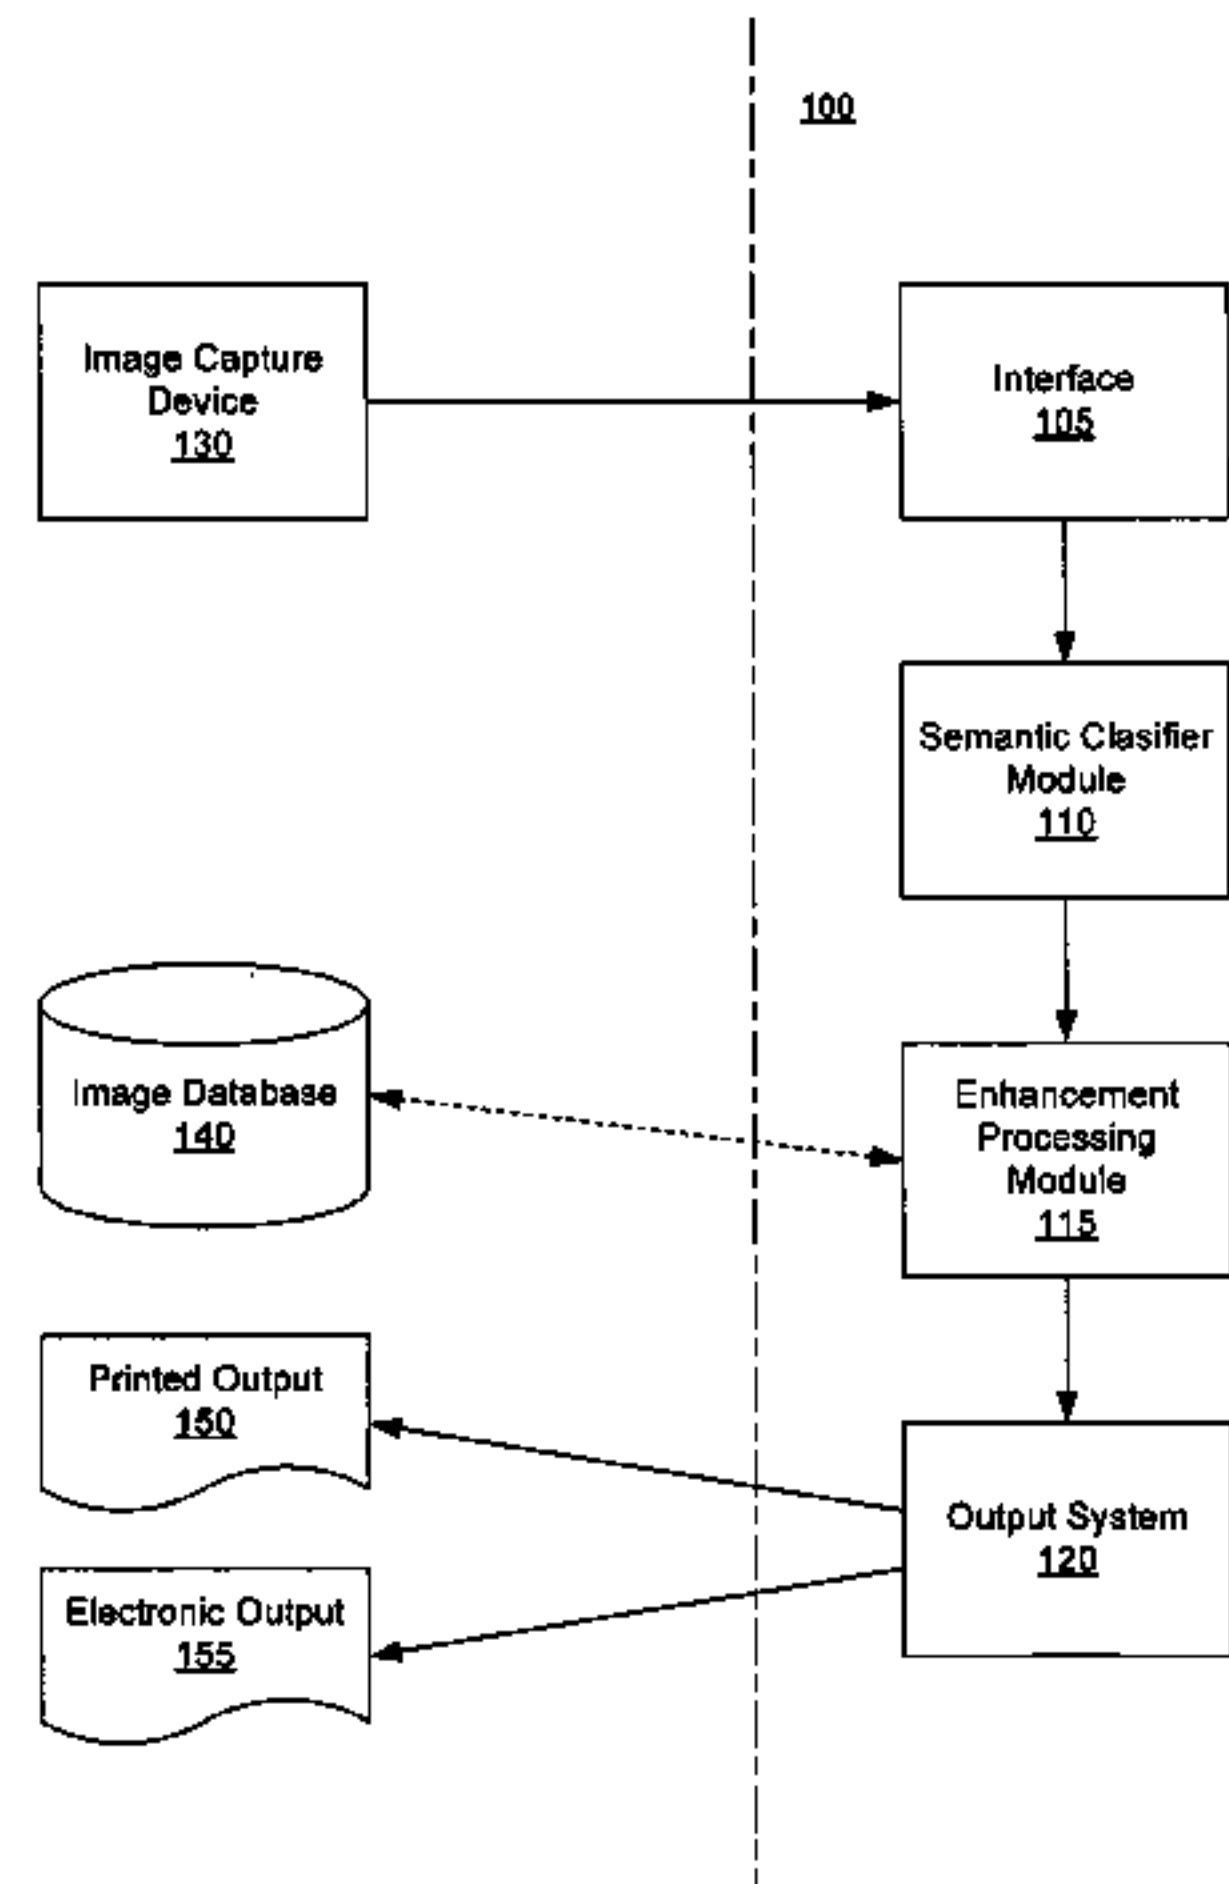 100
Image Capture
Device
130
Interface
105
Semantic Clasifier
Module
110
Image Database
140
Enhancement
Processing
Module
115
Printed Output
150
Output System
120
Electronic Output
155